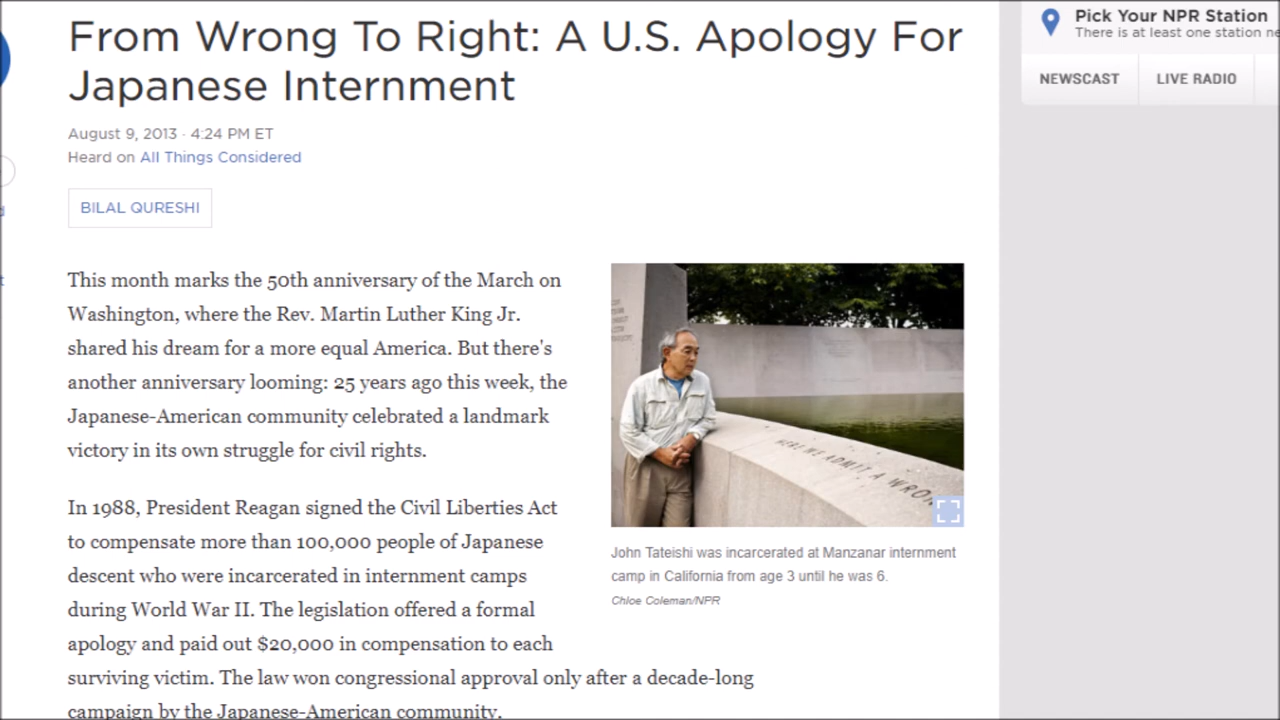 From Wrong To Right: A U.S. Apology For
Japanese Internment
August 9, 2013 · 4:24 PM ET
Heard on All Things Considered
BILAL QURESHI
This month marks the 50th anniversary of the March on
Washington, where the Rev. Martin Luther King Jr.
shared his dream for a more equal America. But there's
another anniversary looming: 25 years ago this week, the
Japanese-American community celebrated a landmark
victory in its own struggle for civil rights.
In 1988, President Reagan signed the Civil Liberties Act
to compensate more than 100,000 people of Japanese
descent who were incarcerated in internment camps
during World War II. The legislation offered a formal
apology and paid out $20,000 in compensation to each
surviving victim. The law won congressional approval only after a decade-long
campaign by the Japanese-American community.
HERE WE ADMIT A WRON
John Tateishi was incarcerated at Manzanar internment
camp in California from age 3 until he was 6.
Chloe Coleman/NPR
Pick Your NPR Station
There is at least one station ne
NEWSCAST
LIVE RADIO